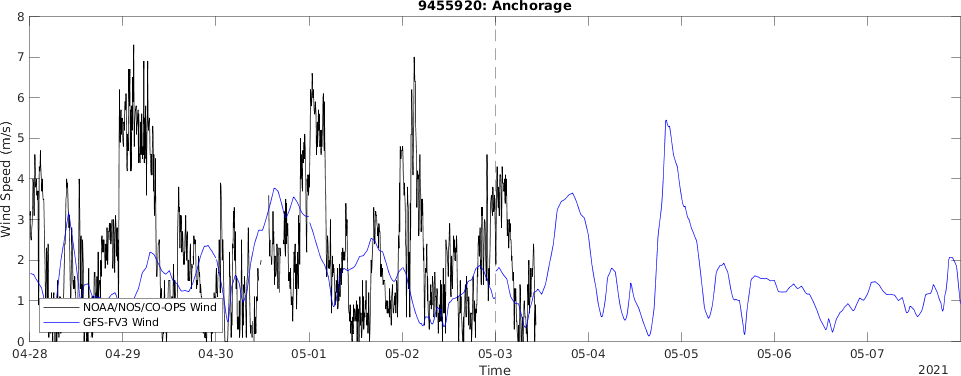 9455920: Anchorage
8
7
6
5
4
3
2
1
0
Wind Speed (m/s)
NOAA/NOS/CO-OPS Wind
GFS-FV3 Wind
04-28 04-29 04-30 05-01 05-02 05-03 05-04 05-05 05-06 05-07
Time
2021